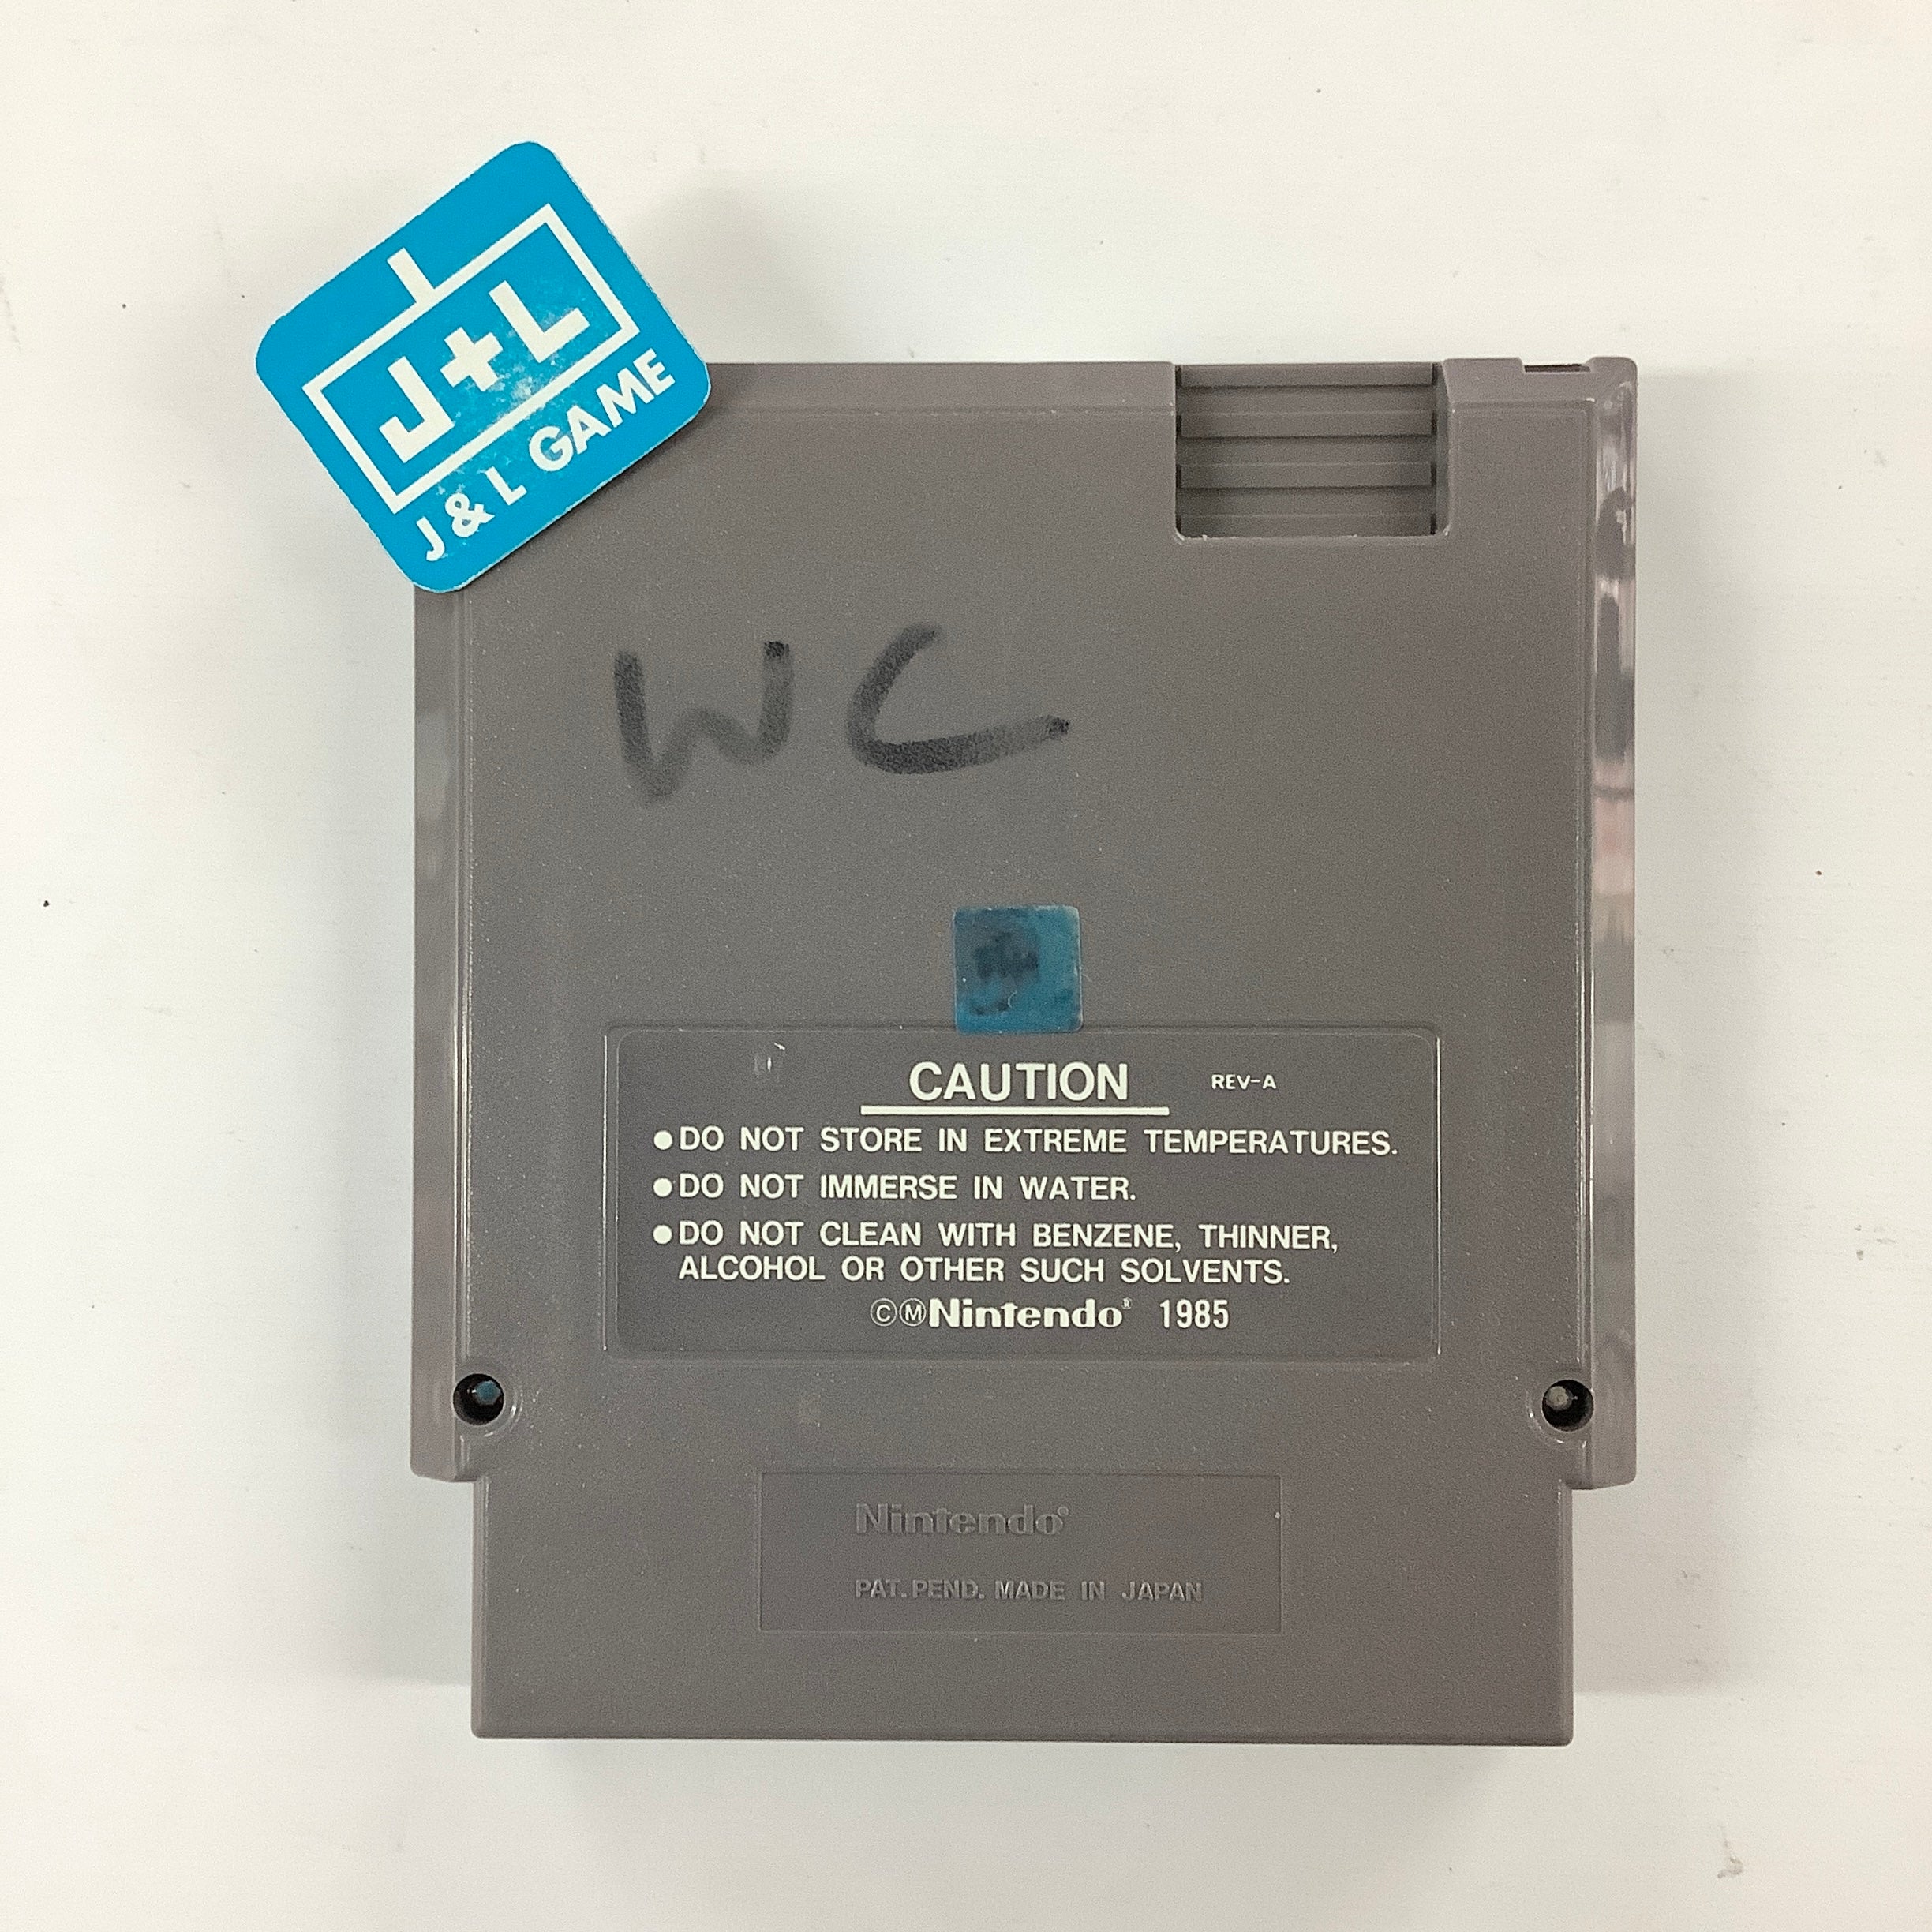 J+L
J & L GAME
WC
CAUTION REV-A
●DO NOT STORE IN EXTREME TEMPERATURES.
●DO NOT IMMERSE IN WATER.
●DO NOT CLEAN WITH BENZENE, THINNER,
ALCOHOL OR OTHER SUCH SOLVENTS.
©ⓂNintendo® 1985
Nintendo®
PAT. PEND. MADE IN JAPAN